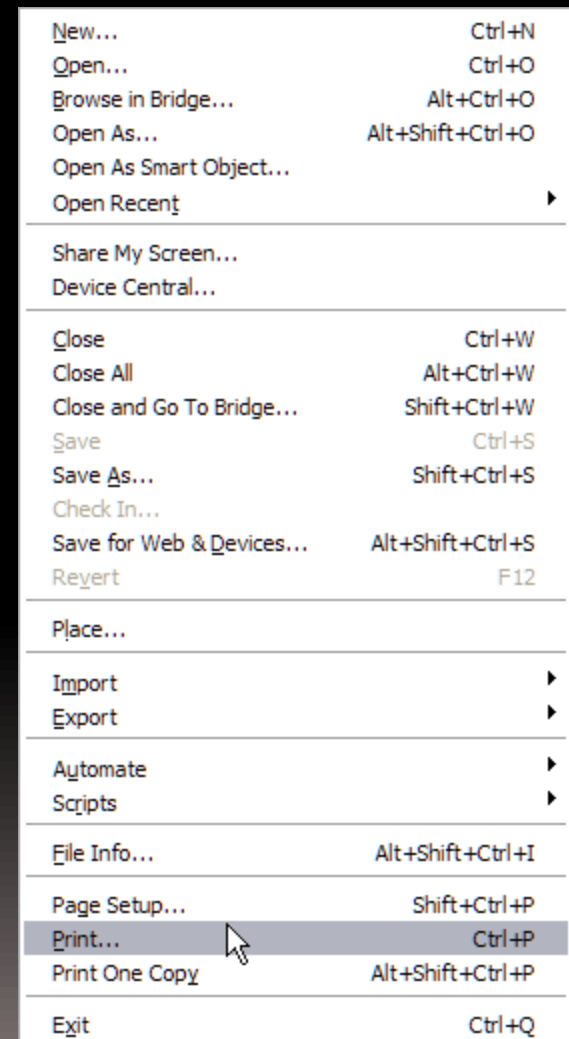 New... Ctrl+N
Open... Ctrl+O
Browse in Bridge... Alt+Ctrl+O
Open As... Alt+Shift+Ctrl+O
Open As Smart Object...
Open Recent
Share My Screen...
Device Central...
Close Ctrl+W
Close All Alt+Ctrl+W
Close and Go To Bridge... Shift+Ctrl+W
Save Ctrl+S
Save As... Shift+Ctrl+S
Check In...
Save for Web & Devices... Alt+Shift+Ctrl+S
Revert F12
Place...
Import
Export
Automate
Scripts
File Info... Alt+Shift+Ctrl+I
Page Setup... Shift+Ctrl+P
Print... Ctrl+P
Print One Copy Alt+Shift+Ctrl+P
Exit Ctrl+Q